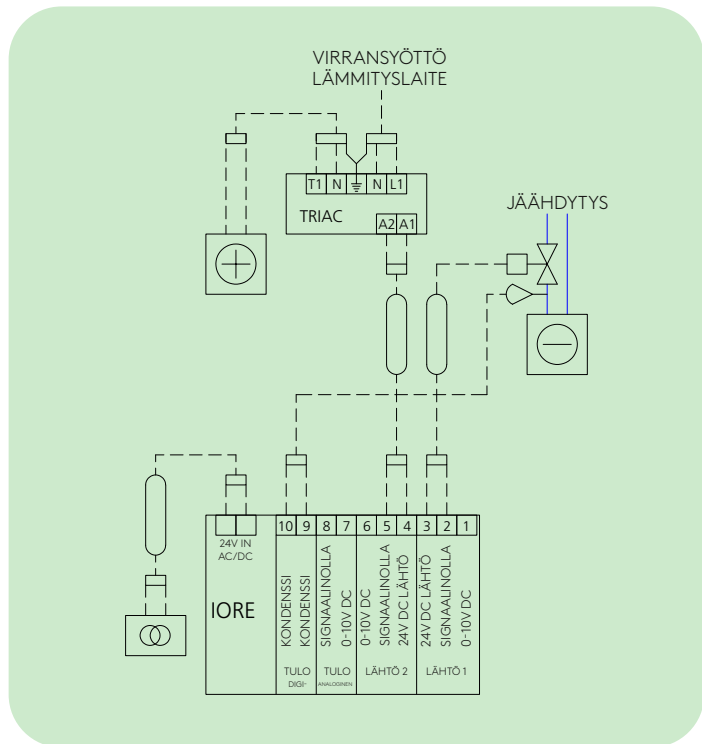 VIRRANSYÖTTÖ
LÄMMITYSLAITE
T1 N N L1
TRIAC
A2 A1
JÄÄHDYTYS
24V IN
AC/DC
IORE
10 9 8 7 6 5 4 3 2 1
KONDENSSI
KONDENSSI
SIGNAALINOLLA
0-10V DC
0-10V DC
SIGNAALINOLLA
24V DC LÄHTÖ
24V DC LÄHTÖ
SIGNAALINOLLA
0-10V DC
TULO
DIGI-
TULO
ANALOGINEN
LÄHTÖ 2
LÄHTÖ 1